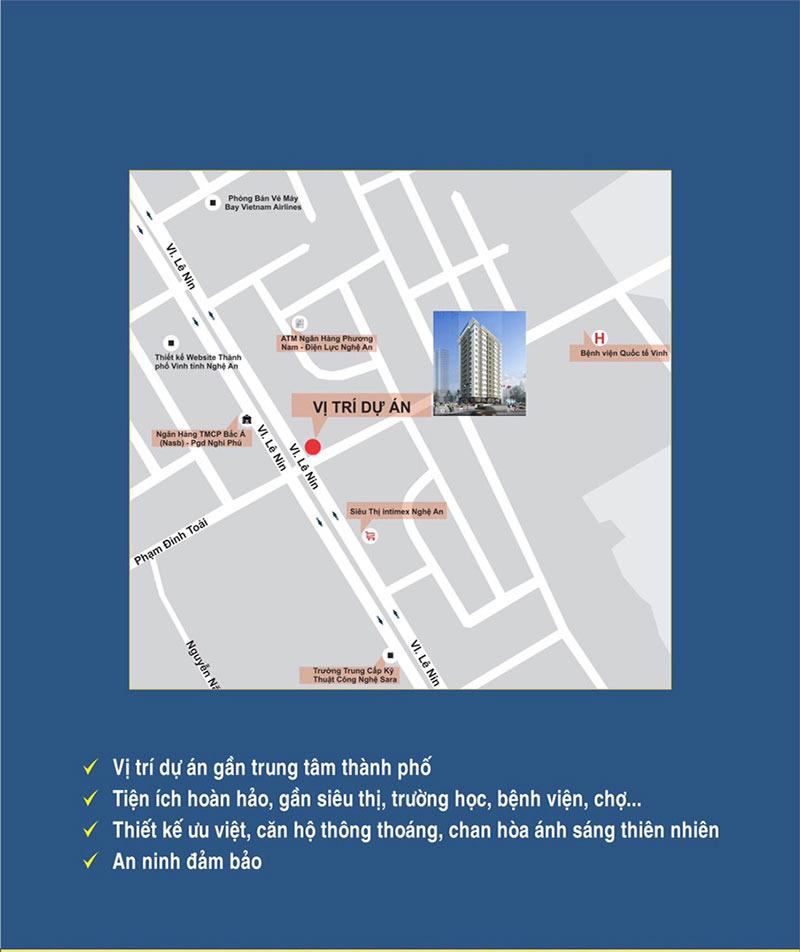 Phòng Bán Vé Máy
Bay Vietnam Airlines
Vl. Lê Nin
ATM Ngân Hàng Phương
Nam - Điện Lực Nghệ An
Bệnh viện Quốc tế Vinh
Thiết kế Website Thành
phố Vinh tỉnh Nghệ An
VỊ TRÍ DỰ ÁN
Ngân Hàng TMCP Bắc Á
(Nasb) - Pgd Nghi Phú
Vl. Lê Nin
Vl. Lê Nin
Siêu Thị intimex Nghệ An
Phạm Đình Toái
Vl. Lê Nin
Nguyễn
Trường Trung Cấp Kỹ
Thuật Công Nghệ Sara
Vị trí dự án gần trung tâm thành phố
Tiện ích hoàn hảo, gần siêu thị, trường học, bệnh viện, chợ...
Thiết kế ưu việt, căn hộ thông thoáng, chan hòa ánh sáng thiên nhiên
An ninh đảm bảo